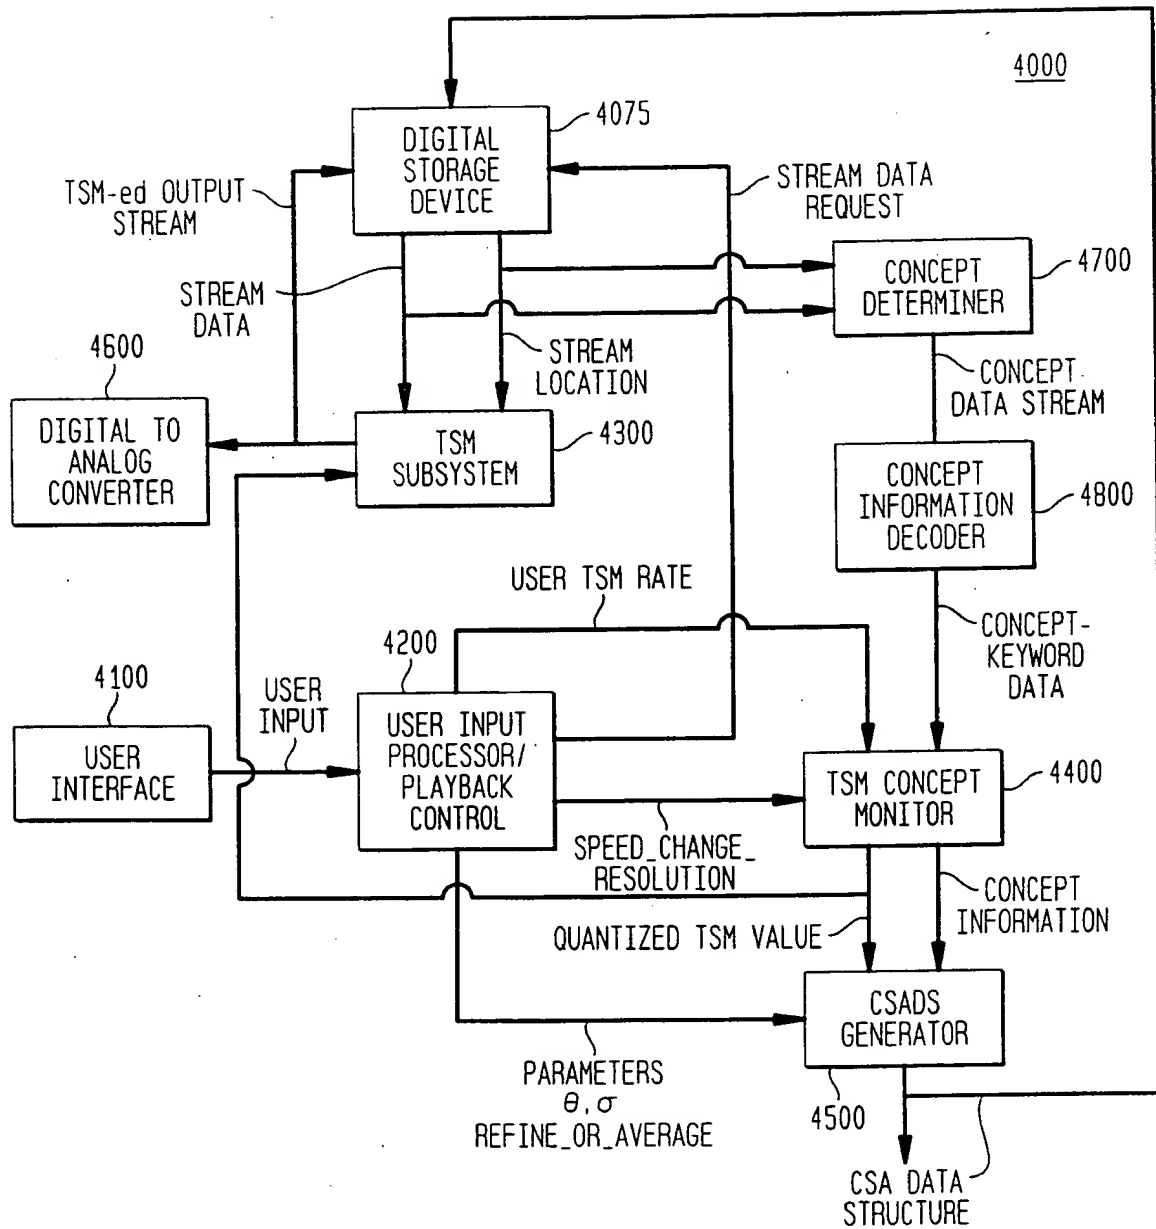 4000
DIGITAL
STORAGE
DEVICE
4075
TSM-ed OUTPUT
STREAM
STREAM DATA
REQUEST
STREAM
DATA
STREAM
LOCATION
CONCEPT
DETERMINER
4700
CONCEPT
DATA STREAM
4600
DIGITAL TO
ANALOG
CONVERTER
TSM
SUBSYSTEM
4300
CONCEPT
INFORMATION
DECODER
4800
USER TSM RATE
CONCEPT-
KEYWORD
DATA
4100
USER
INTERFACE
USER
INPUT
4200
USER INPUT
PROCESSOR/
PLAYBACK
CONTROL
TSM CONCEPT
MONITOR
4400
SPEED_CHANGE_
RESOLUTION
QUANTIZED TSM VALUE
CONCEPT
INFORMATION
CSADS
GENERATOR
4500
PARAMETERS
θ, σ
REFINE_OR_AVERAGE
CSA DATA
STRUCTURE